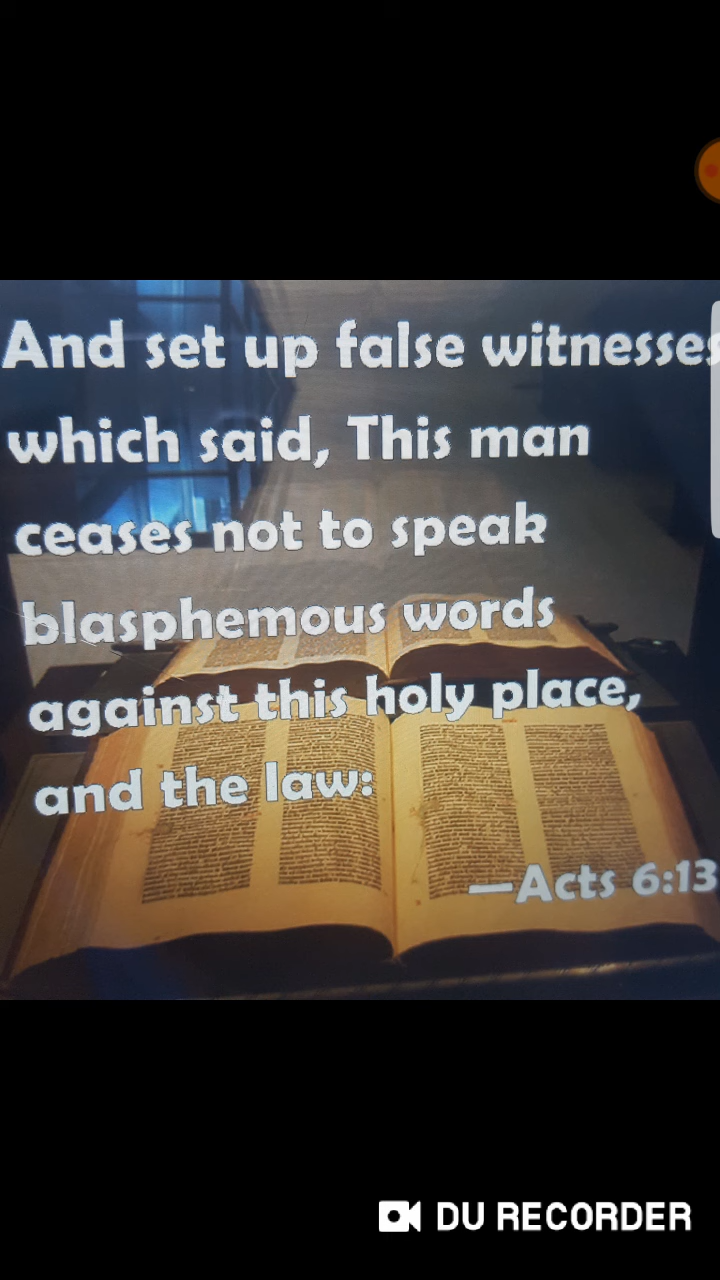 And set up false witnesses
which said, This man
ceases not to speak
blasphemous words
against this holy place,
and the law:
—Acts 6:13
DU RECORDER